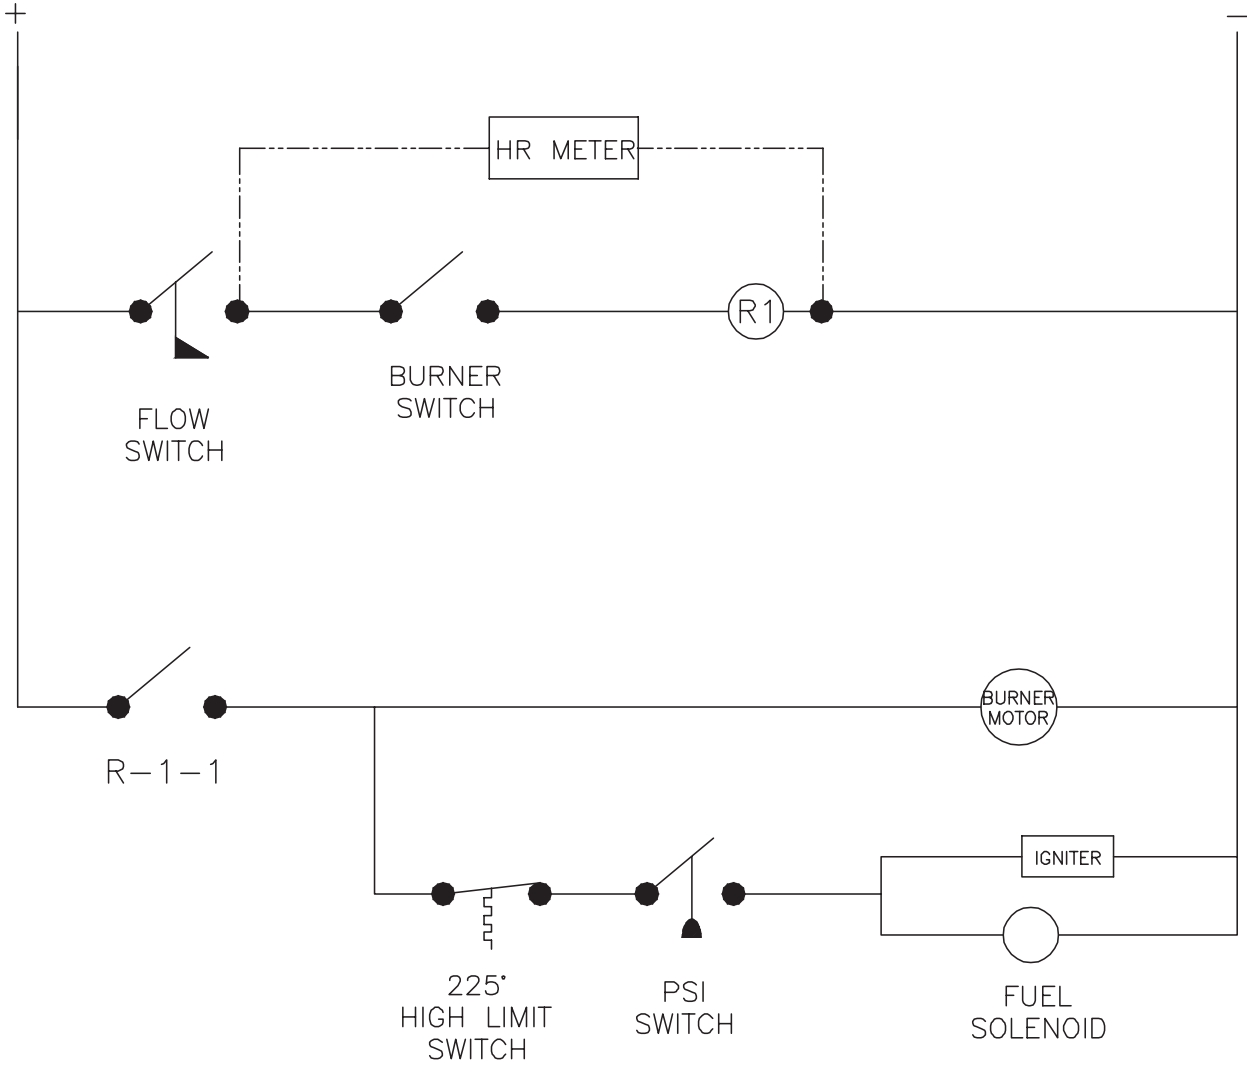 +
−
HR METER
R1
BURNER
SWITCH
FLOW
SWITCH
BURNER
MOTOR
R-1-1
IGNITER
225°
HIGH LIMIT
SWITCH
PSI
SWITCH
FUEL
SOLENOID